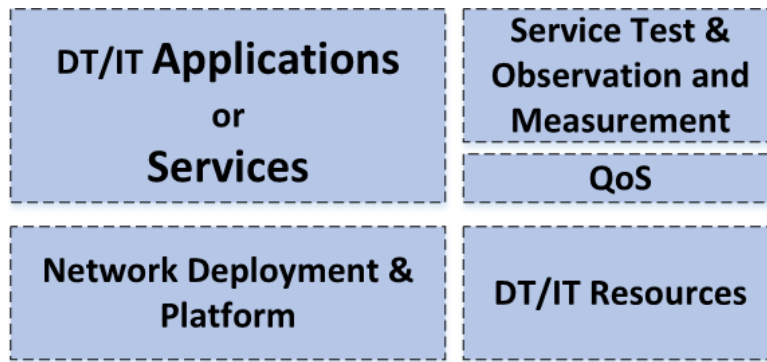 DT/IT Applications
or
Services
Service Test &
Observation and
Measurement
QoS
Network Deployment &
Platform
DT/IT Resources